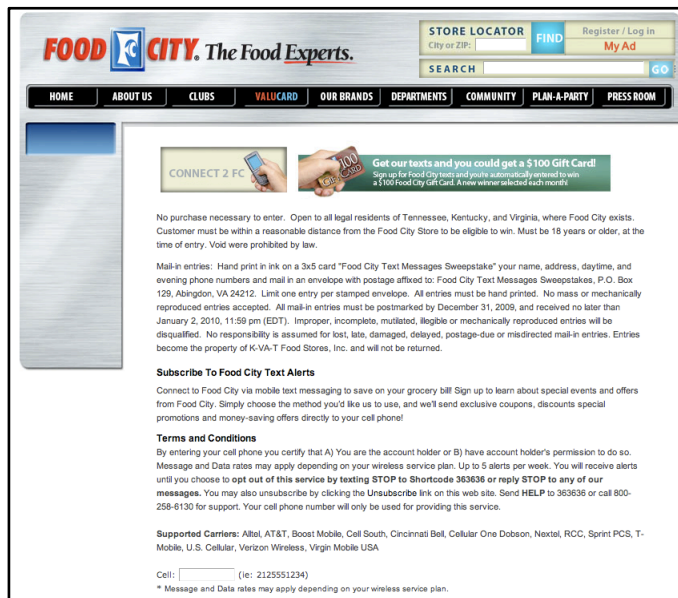 FOOD CITY. The Food Experts.
STORE LOCATOR
City or ZIP:
FIND
Register / Log in
My Ad
SEARCH
GO
HOME ABOUT US CLUBS VALUCARD OUR BRANDS DEPARTMENTS COMMUNITY PLAN-A-PARTY PRESS ROOM
CONNECT 2 FC
100
GIFT CARD
Get our texts and you could get a $100 Gift Card!
Sign up for Food City texts and you're automatically entered to win
a $100 Food City Gift Card. A new winner selected each month!
No purchase necessary to enter. Open to all legal residents of Tennessee, Kentucky, and Virginia, where Food City exists.
Customer must be within a reasonable distance from the Food City Store to be eligible to win. Must be 18 years or older, at the
time of entry. Void were prohibited by law.
Mail-in entries: Hand print in ink on a 3x5 card "Food City Text Messages Sweepstake" your name, address, daytime, and
evening phone numbers and mail in an envelope with postage affixed to: Food City Text Messages Sweepstakes, P.O. Box
129, Abingdon, VA 24212. Limit one entry per stamped envelope. All entries must be hand printed. No mass or mechanically
reproduced entries accepted. All mail-in entries must be postmarked by December 31, 2009, and received no later than
January 2, 2010, 11:59 pm (EDT). Improper, incomplete, mutilated, illegible or mechanically reproduced entries will be
disqualified. No responsibility is assumed for lost, late, damaged, delayed, postage-due or misdirected mail-in entries. Entries
become the property of K-VA-T Food Stores, Inc. and will not be returned.
Subscribe To Food City Text Alerts
Connect to Food City via mobile text messaging to save on your grocery bill! Sign up to learn about special events and offers
from Food City. Simply choose the method you'd like us to use, and we'll send exclusive coupons, discounts special
promotions and money-saving offers directly to your cell phone!
Terms and Conditions
By entering your cell phone you certify that A) You are the account holder or B) have account holder's permission to do so.
Message and Data rates may apply depending on your wireless service plan. Up to 5 alerts per week. You will receive alerts
until you choose to opt out of this service by texting STOP to Shortcode 363636 or reply STOP to any of our
messages. You may also unsubscribe by clicking the Unsubscribe link on this web site. Send HELP to 363636 or call 800-
258-6130 for support. Your cell phone number will only be used for providing this service.
Supported Carriers: Alltel, AT&T, Boost Mobile, Cell South, Cincinnati Bell, Cellular One Dobson, Nextel, RCC, Sprint PCS, T-
Mobile, U.S. Cellular, Verizon Wireless, Virgin Mobile USA
Cell: (ie: 2125551234)
* Message and Data rates may apply depending on your wireless service plan.